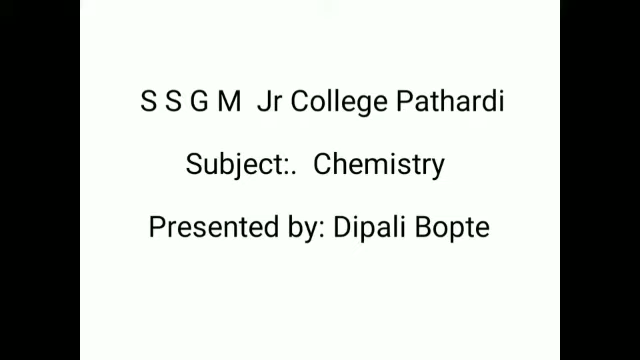 S S G M  Jr College Pathardi
Subject:.  Chemistry
Presented by: Dipali Bopte